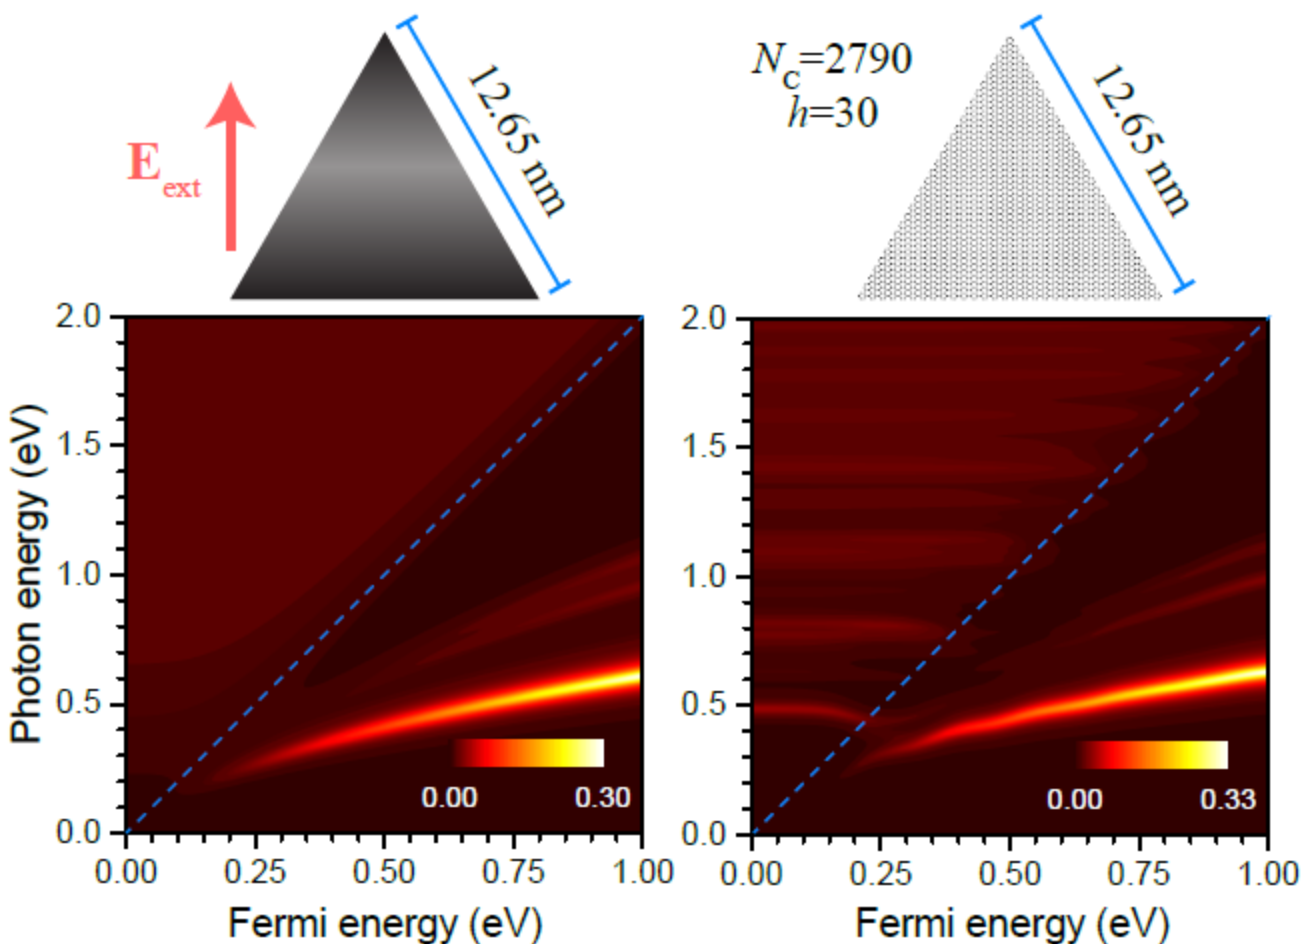 12.65 nm
E_ext
N_C=2790
h=30
12.65 nm
Photon energy (eV)
2.0
1.5
1.0
0.5
0.0
0.00 0.30
0.00 0.25 0.50 0.75 1.00
Fermi energy (eV)
2.0
1.5
1.0
0.5
0.0
0.00 0.33
0.00 0.25 0.50 0.75 1.00
Fermi energy (eV)